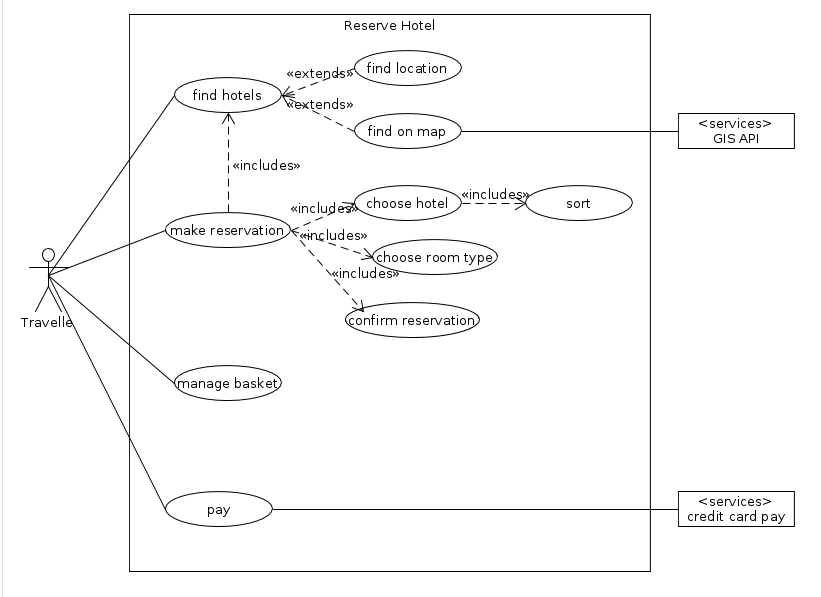 Reserve Hotel
find location
«extends»
find hotels
«extends»
find on map
<services>
GIS API
«includes»
choose hotel
«includes»
sort
«includes»
make reservation
«includes»
choose room type
«includes»
confirm reservation
Travelle
manage basket
pay
<services>
credit card pay